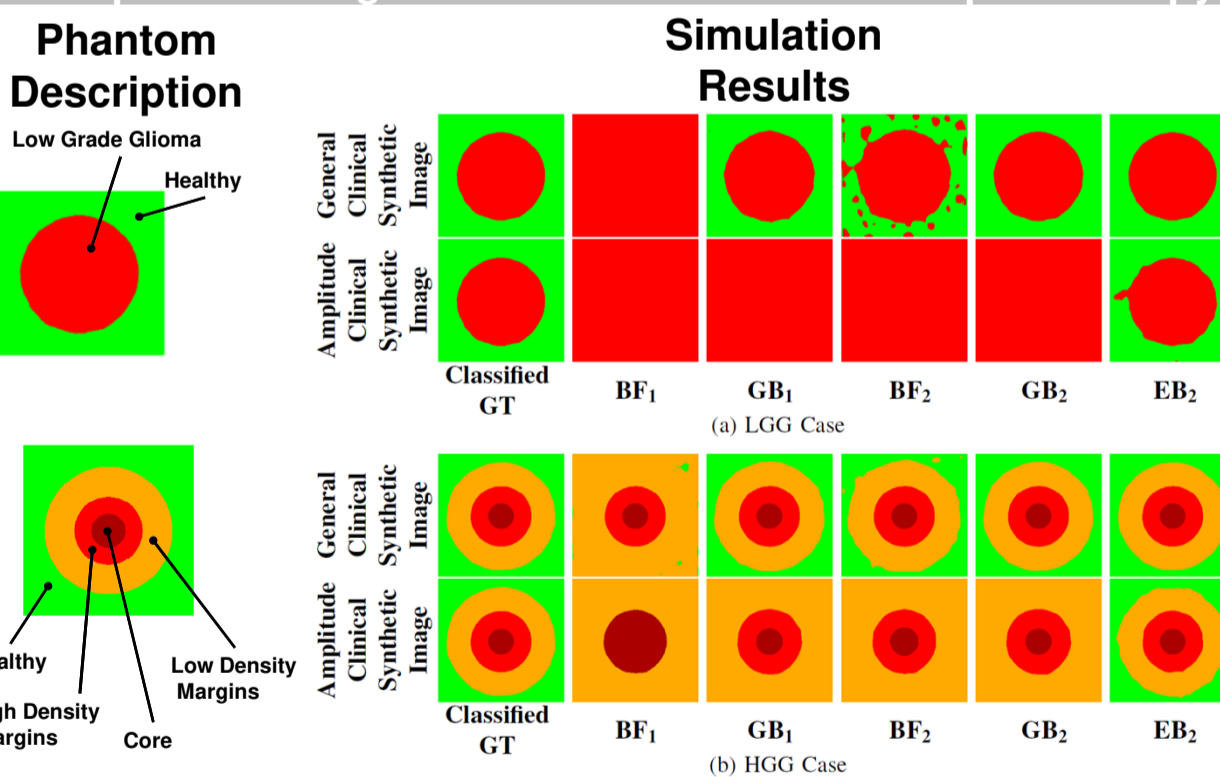 Phantom
Description
Low Grade Glioma
Healthy
Low Density
Margins
Core
Simulation
Results
General
Clinical
Synthetic
Image
Amplitude
Clinical
Synthetic
Image
Classified
GT
BF₁
GB₁
BF₂
GB₂
EB₂
(a) LGG Case
General
Clinical
Synthetic
Image
Amplitude
Clinical
Synthetic
Image
Classified
GT
BF₁
GB₁
BF₂
GB₂
EB₂
(b) HGG Case